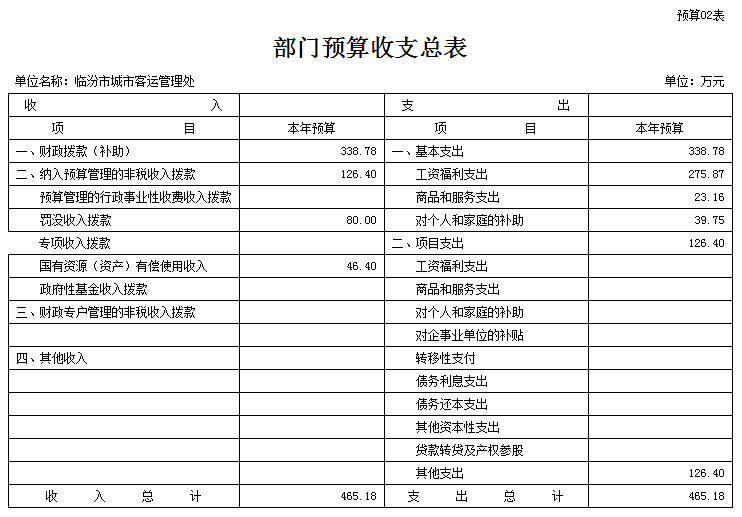 预算02表
部门预算收支总表
单位名称：临汾市城市客运管理处 单位：万元
收 入 支 出
项 目 本年预算 项 目 本年预算
一、财政拨款（补助） 338.78 一、基本支出 338.78
二、纳入预算管理的非税收入拨款 126.40 工资福利支出 275.87
预算管理的行政事业性收费收入拨款 商品和服务支出 23.16
罚没收入拨款 80.00 对个人和家庭的补助 39.75
专项收入拨款 二、项目支出 126.40
国有资源（资产）有偿使用收入 46.40 工资福利支出
政府性基金收入拨款 商品和服务支出
三、财政专户管理的非税收入拨款 对个人和家庭的补助
对企事业单位的补贴
四、其他收入 转移性支付
债务利息支出
债务还本支出
其他资本性支出
贷款转贷及产权参股
其他支出 126.40
收 入 总 计 465.18 支 出 总 计 465.18